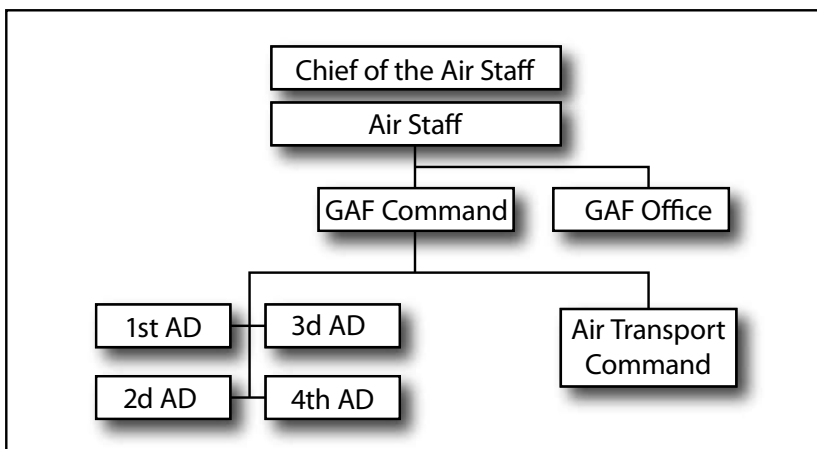 Chief of the Air Staff
Air Staff
GAF Command
GAF Office
1st AD
3d AD
2d AD
4th AD
Air Transport
Command